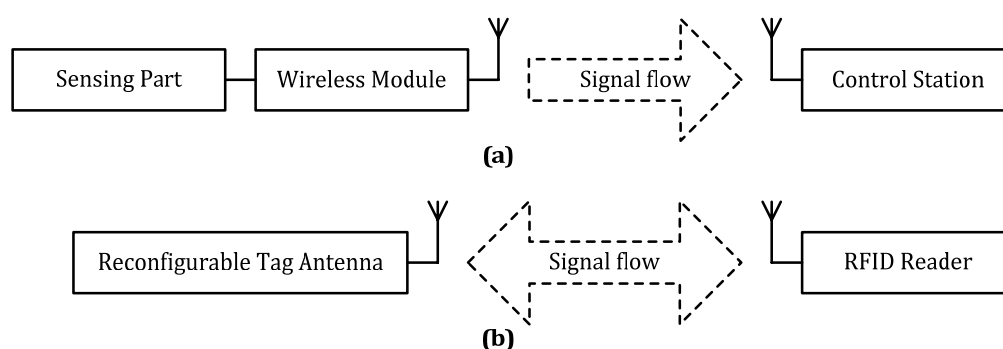 Sensing Part
Wireless Module
Signal flow
Control Station
(a)
Reconfigurable Tag Antenna
Signal flow
RFID Reader
(b)